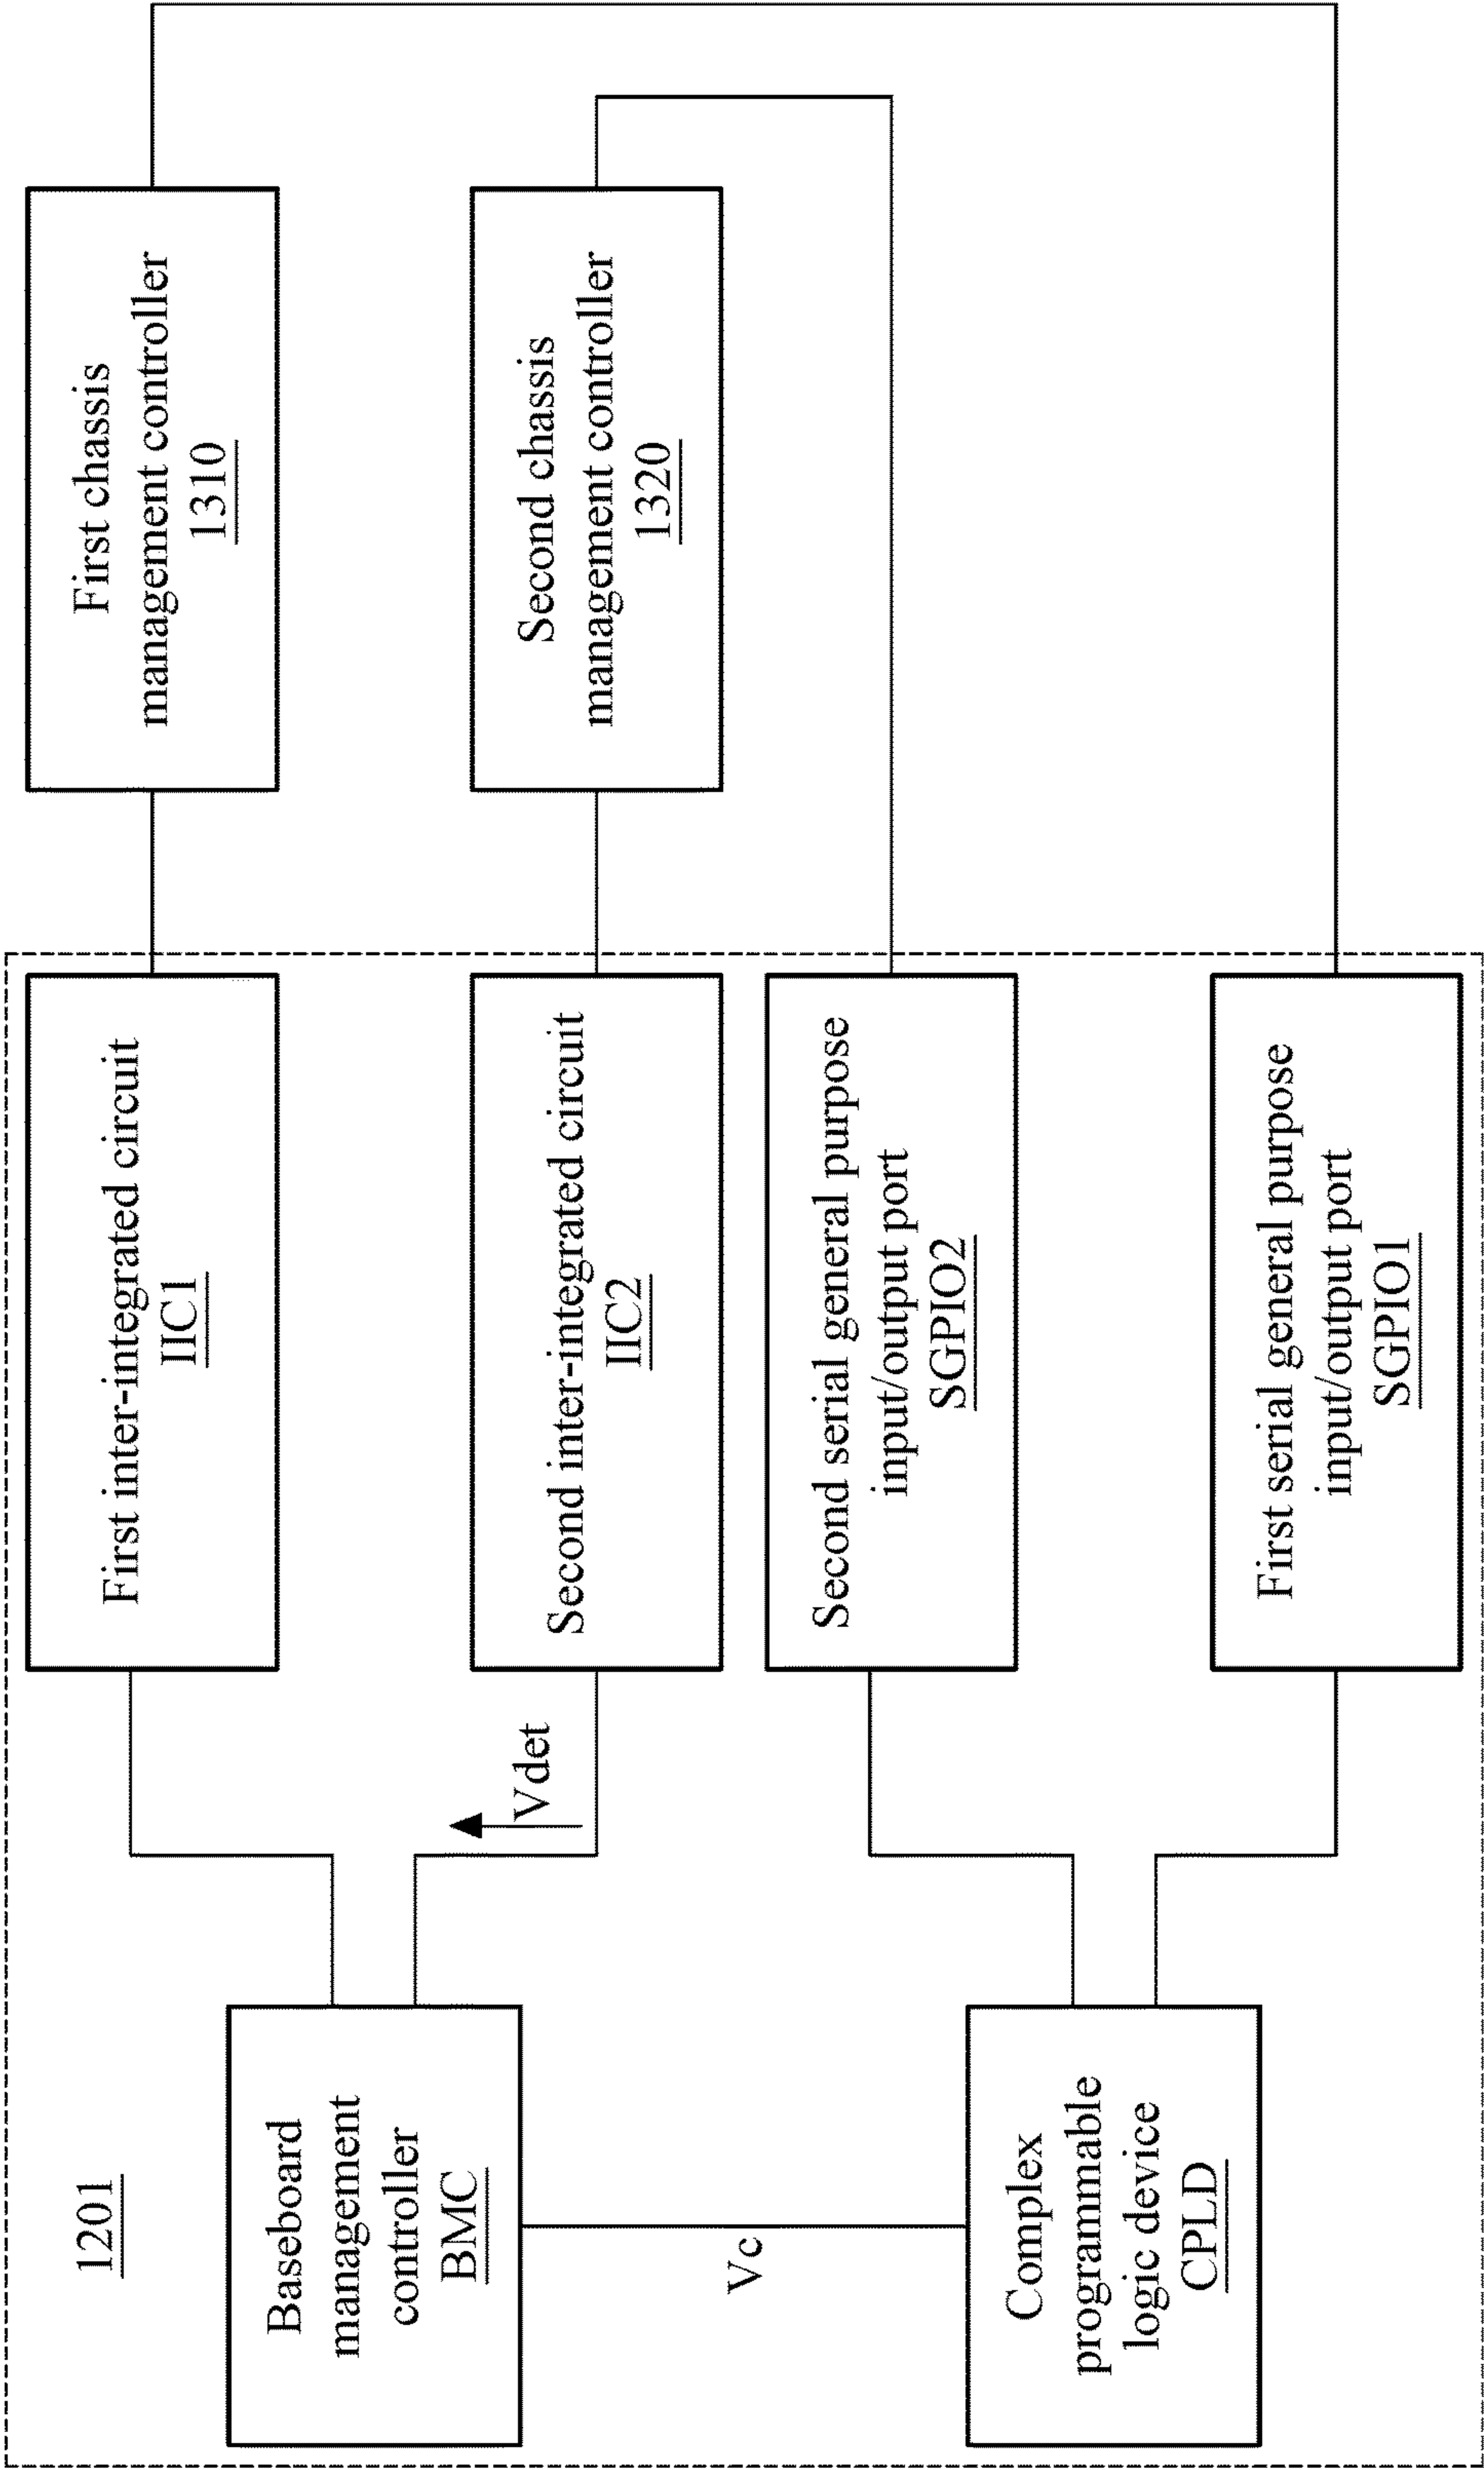 1201
Baseboard
management
controller
BMC
Vc
Complex
programmable
logic device
CPLD
Vdet
First inter-integrated circuit
IIC1
Second inter-integrated circuit
IIC2
Second serial general purpose
input/output port
SGPIO2
First serial general purpose
input/output port
SGPIO1
First chassis
management controller
1310
Second chassis
management controller
1320